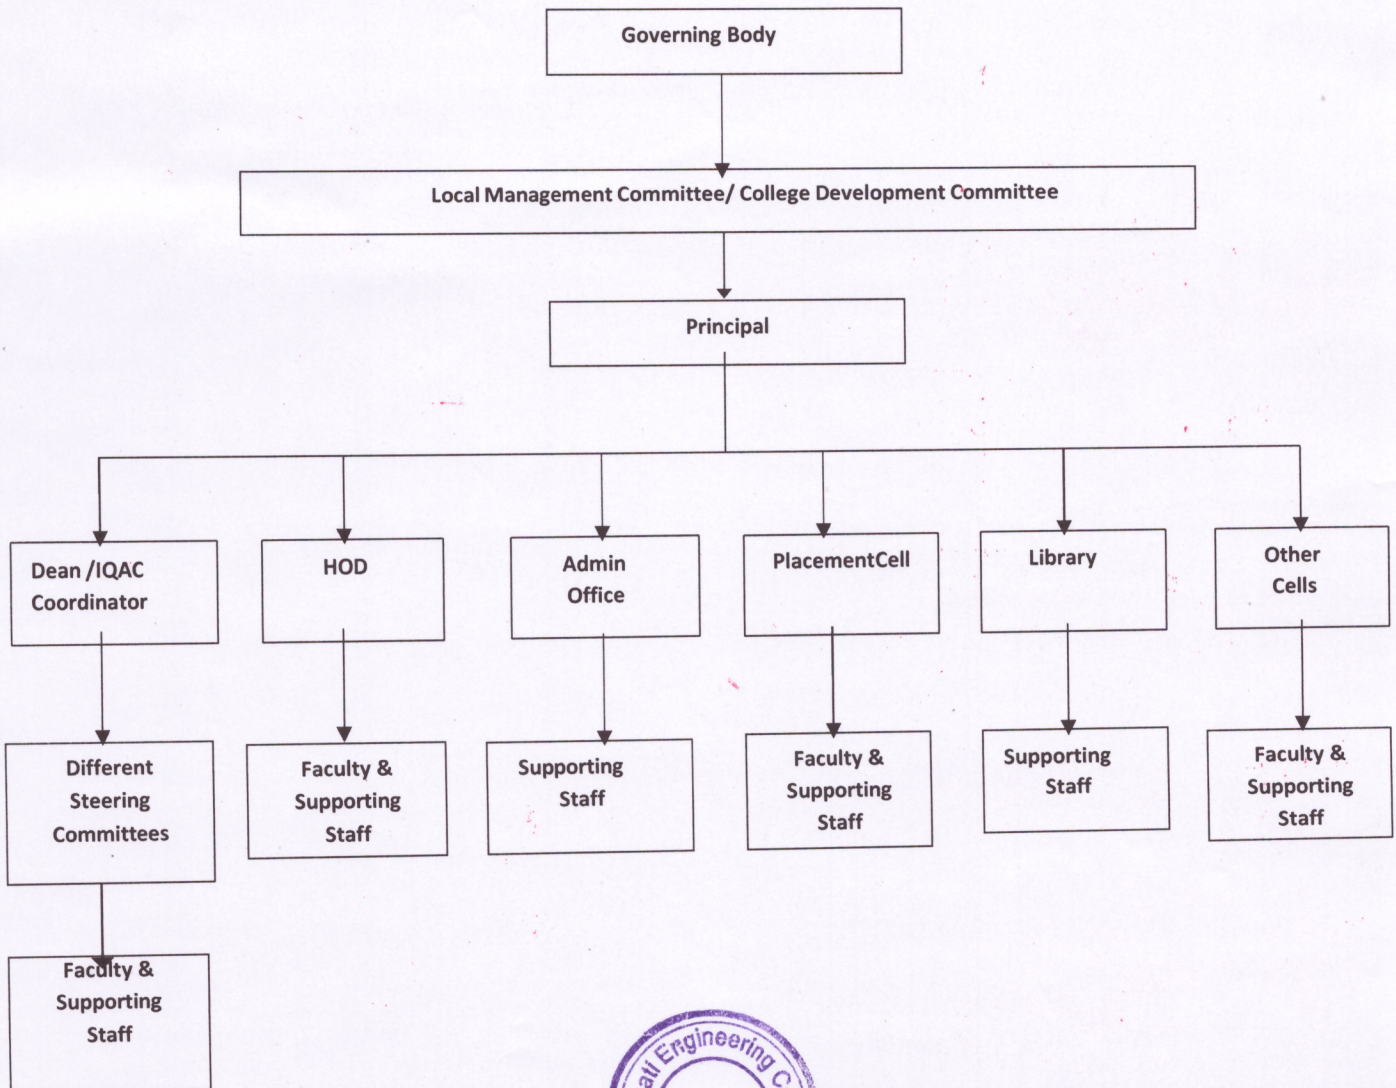 Governing Body
Local Management Committee/ College Development Committee
Principal
Dean /IQAC
Coordinator
HOD
Admin
Office
PlacementCell
Library
Other
Cells
Different
Steering
Committees
Faculty &
Supporting
Staff
Supporting
Staff
Faculty &
Supporting
Staff
Supporting
Staff
Faculty &
Supporting
Staff
Faculty &
Supporting
Staff
Engineering